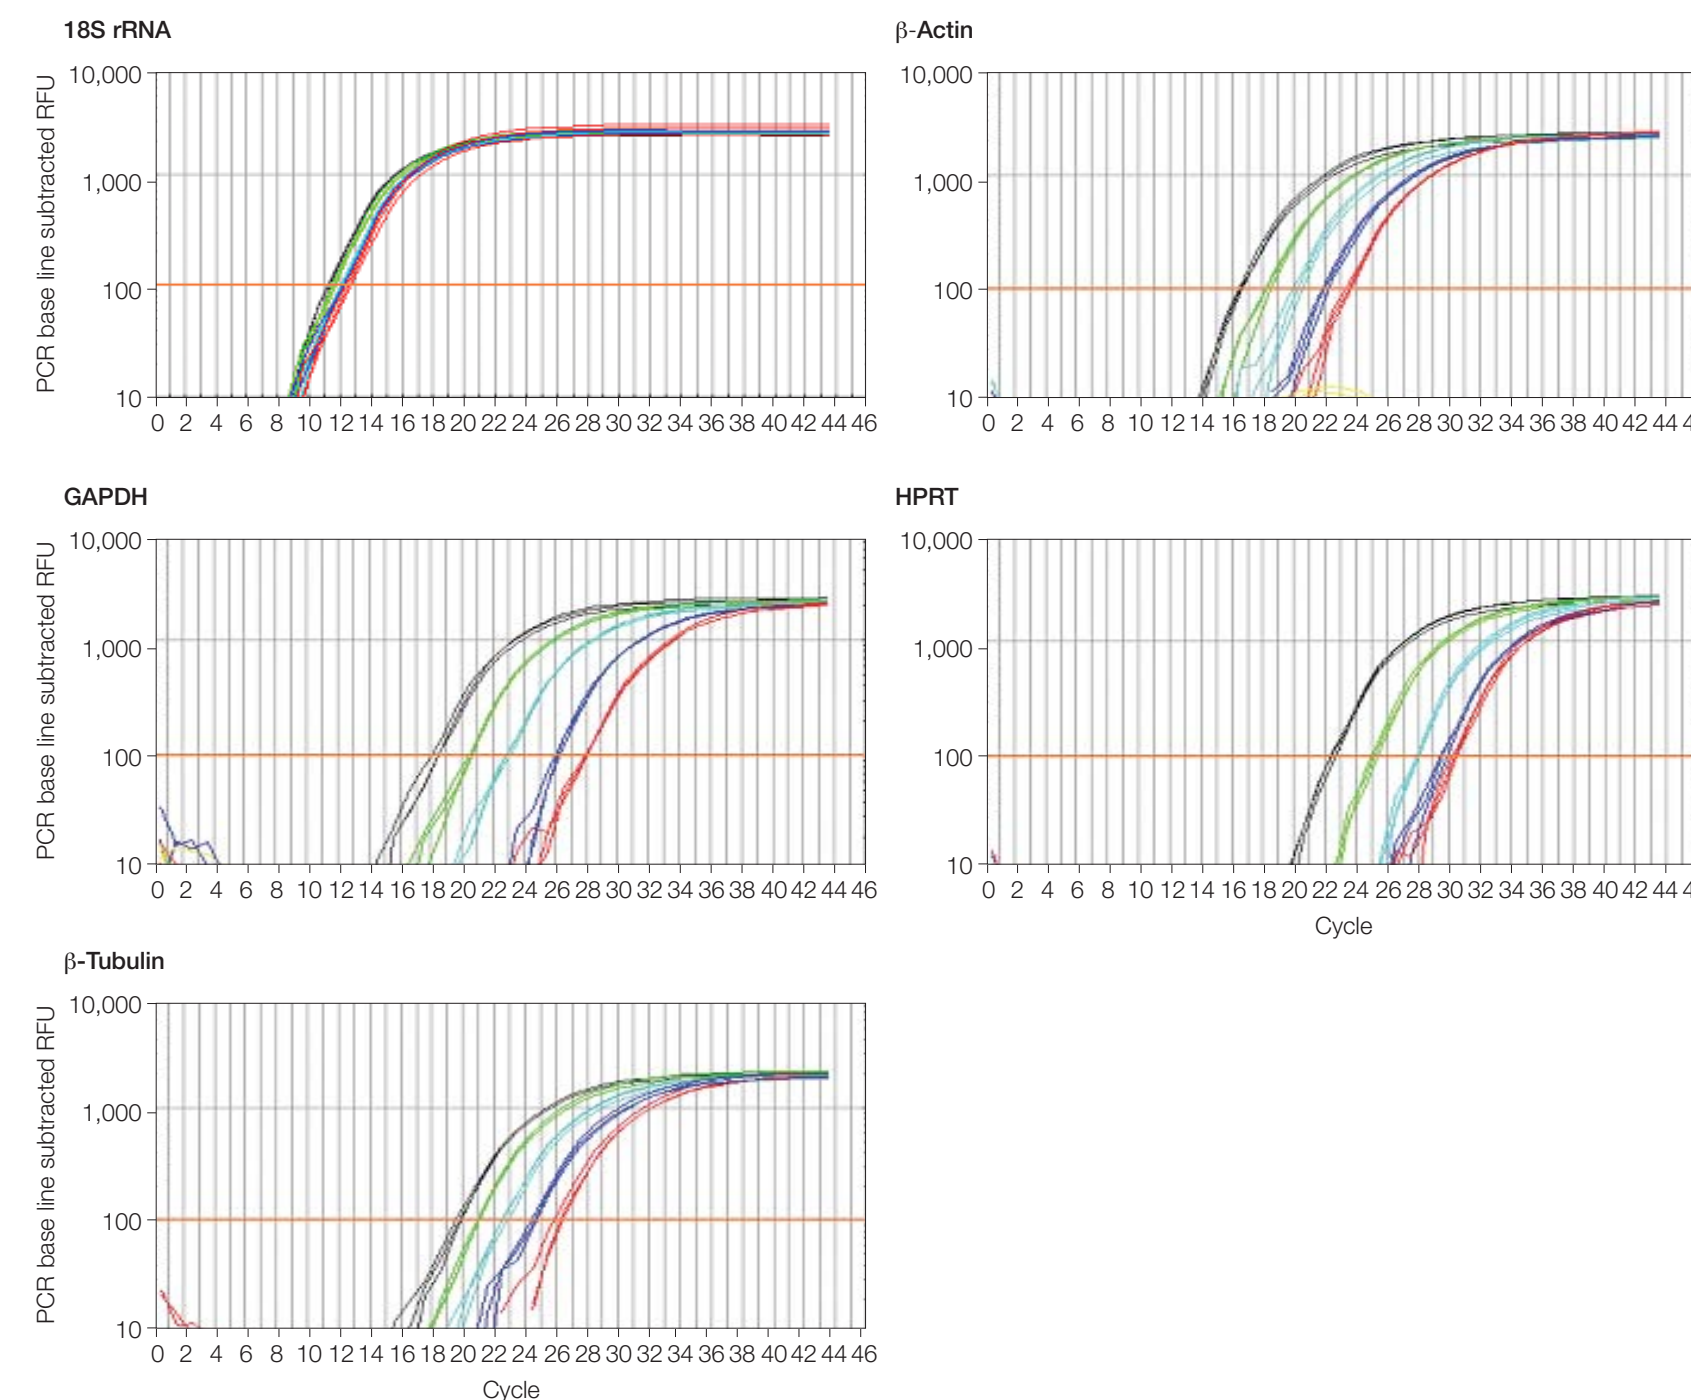 18S rRNA
PCR base line subtracted RFU
10,000
1,000
100
10
0 2 4 6 8 10 12 14 16 18 20 22 24 26 28 30 32 34 36 38 40 42 44 46
β-Actin
10,000
1,000
100
10
0 2 4 6 8 10 12 14 16 18 20 22 24 26 28 30 32 34 36 38 40 42 44 4
GAPDH
PCR base line subtracted RFU
10,000
1,000
100
10
0 2 4 6 8 10 12 14 16 18 20 22 24 26 28 30 32 34 36 38 40 42 44 46
HPRT
10,000
1,000
100
10
0 2 4 6 8 10 12 14 16 18 20 22 24 26 28 30 32 34 36 38 40 42 44 4
Cycle
β-Tubulin
PCR base line subtracted RFU
10,000
1,000
100
10
0 2 4 6 8 10 12 14 16 18 20 22 24 26 28 30 32 34 36 38 40 42 44 46
Cycle